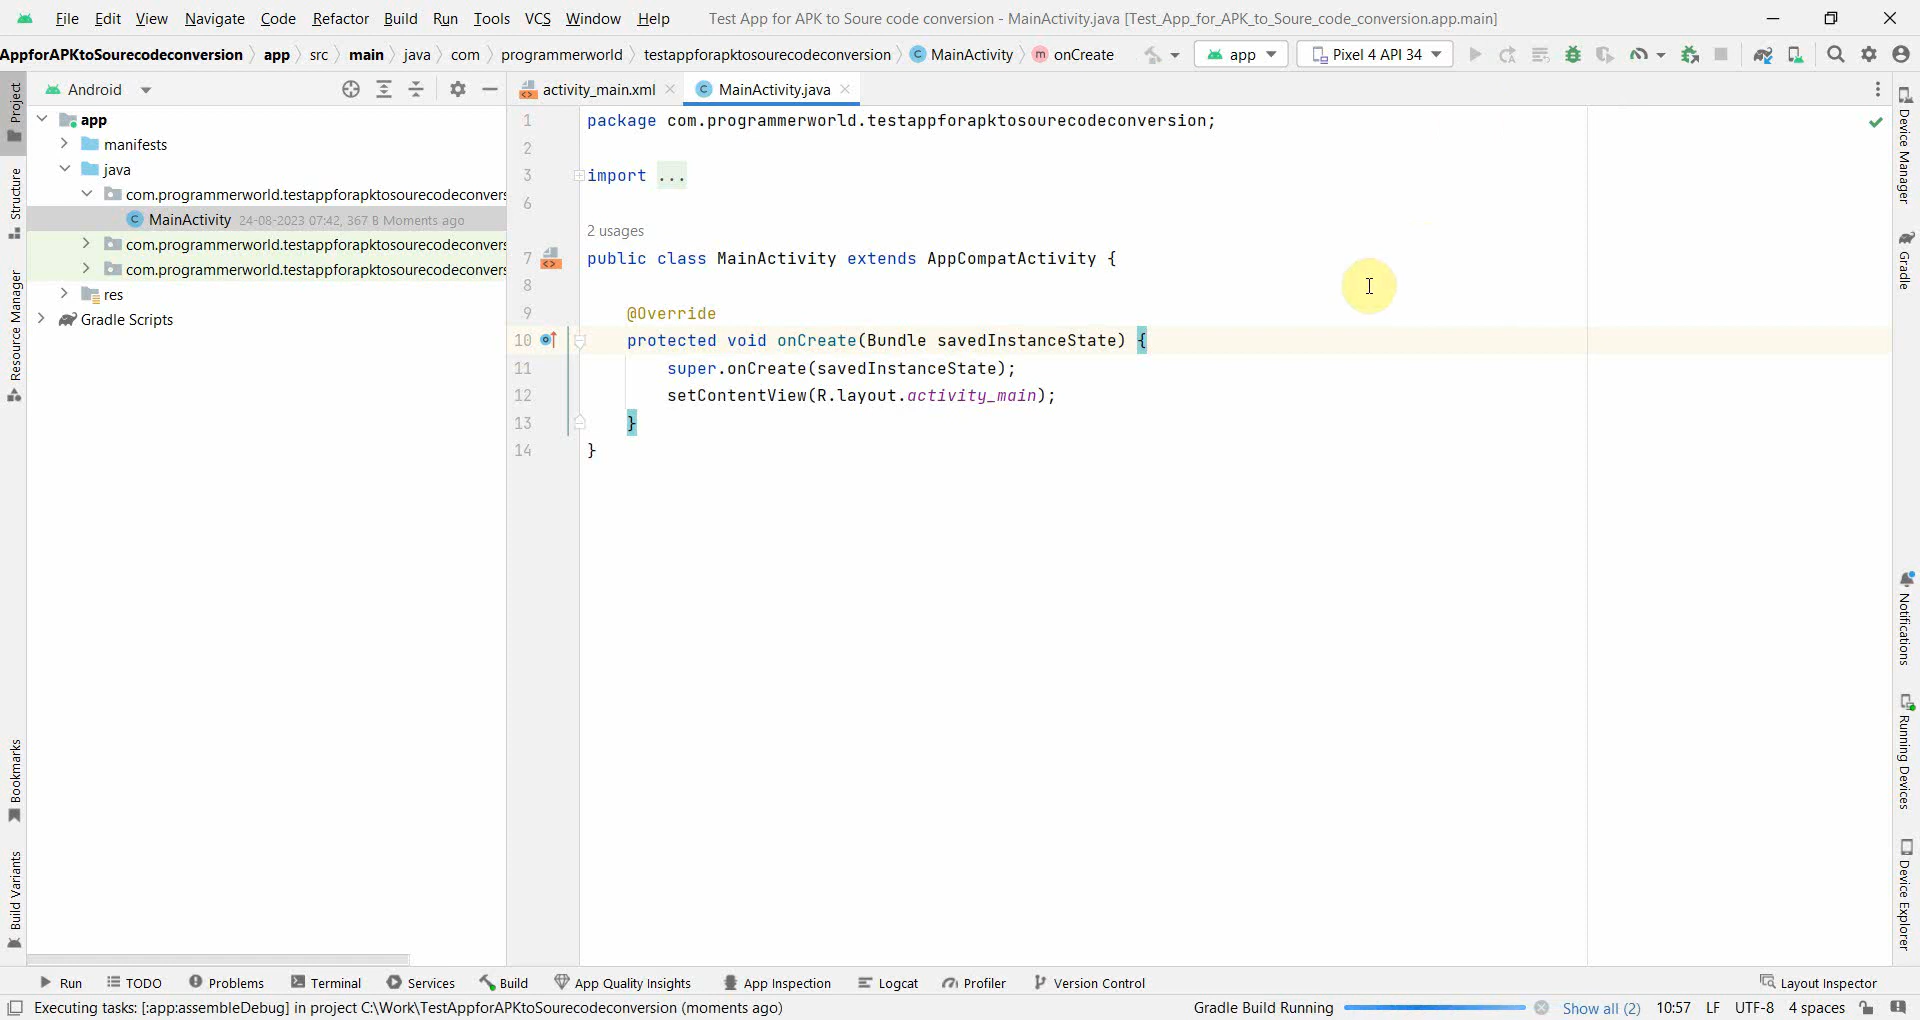 File Edit View Navigate Code Refactor Build Run Tools VCS Window Help Test App for APK to Soure code conversion - MainActivity.java [Test_App_for_APK_to_Soure_code_conversion.app.main]
AppforAPKtoSourecodeconversion app src main java com programmerworld testappforapktosourecodeconversion C MainActivity m onCreate app Pixel 4 API 34
Project
Android
activity_main.xml
C MainActivity.java
app
manifests
java
com.programmerworld.testappforapktosourecodeconvers
C MainActivity 24-08-2023 07:42, 367 B Moments ago
com.programmerworld.testappforapktosourecodeconvers
com.programmerworld.testappforapktosourecodeconvers
res
Gradle Scripts
Structure
Resource Manager
Bookmarks
Build Variants
1 package com.programmerworld.testappforapktosourecodeconversion;
2
3 import ...
6
2 usages
7 public class MainActivity extends AppCompatActivity {
8
9 @Override
10 protected void onCreate(Bundle savedInstanceState) {
11 super.onCreate(savedInstanceState);
12 setContentView(R.layout.activity_main);
13 }
14 }
Device Manager
Gradle
Notifications
Running Devices
Device Explorer
Run TODO Problems Terminal Services Build App Quality Insights App Inspection Logcat Profiler Version Control Layout Inspector
Executing tasks: [:app:assembleDebug] in project C:\Work\TestAppforAPKtoSourecodeconversion (moments ago) Gradle Build Running Show all (2) 10:57 LF UTF-8 4 spaces